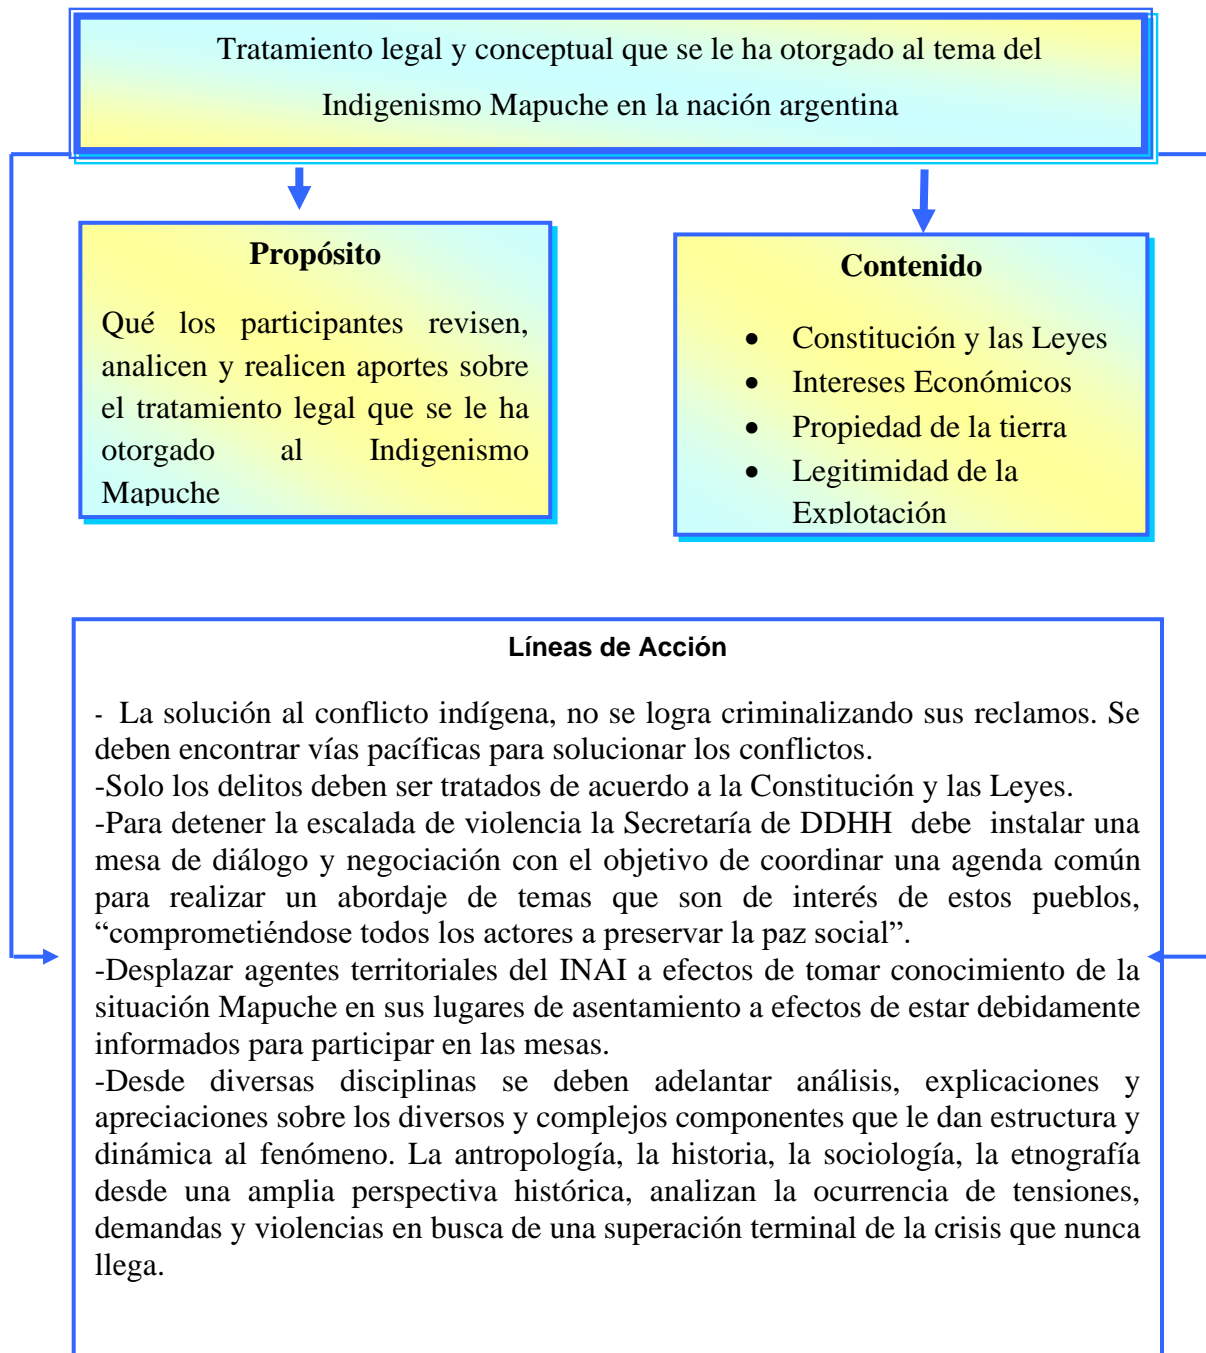 Tratamiento legal y conceptual que se le ha otorgado al tema del
Indigenismo Mapuche en la nación argentina
Propósito
Qué los participantes revisen,
analicen y realicen aportes sobre
el tratamiento legal que se le ha
otorgado al Indigenismo
Mapuche
Contenido
• Constitución y las Leyes
• Intereses Económicos
• Propiedad de la tierra
• Legitimidad de la
Explotación
Líneas de Acción
- La solución al conflicto indígena, no se logra criminalizando sus reclamos. Se
deben encontrar vías pacíficas para solucionar los conflictos.
-Solo los delitos deben ser tratados de acuerdo a la Constitución y las Leyes.
-Para detener la escalada de violencia la Secretaría de DDHH debe instalar una
mesa de diálogo y negociación con el objetivo de coordinar una agenda común
para realizar un abordaje de temas que son de interés de estos pueblos,
“comprometiéndose todos los actores a preservar la paz social”.
-Desplazar agentes territoriales del INAI a efectos de tomar conocimiento de la
situación Mapuche en sus lugares de asentamiento a efectos de estar debidamente
informados para participar en las mesas.
-Desde diversas disciplinas se deben adelantar análisis, explicaciones y
apreciaciones sobre los diversos y complejos componentes que le dan estructura y
dinámica al fenómeno. La antropología, la historia, la sociología, la etnografía
desde una amplia perspectiva histórica, analizan la ocurrencia de tensiones,
demandas y violencias en busca de una superación terminal de la crisis que nunca
llega.